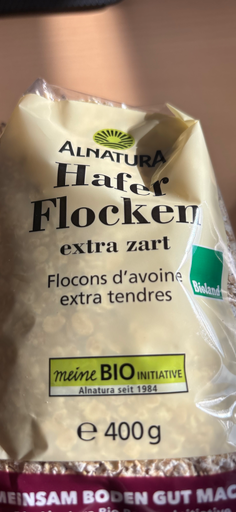 ALNATURA
Hafer
Flocken
extra zart
Flocons d'avoine
extra tendres
Bioland
meine BIO INITIATIVE
Alnatura seit 1984
e 400g
MEINSAM BODEN GUT MAC